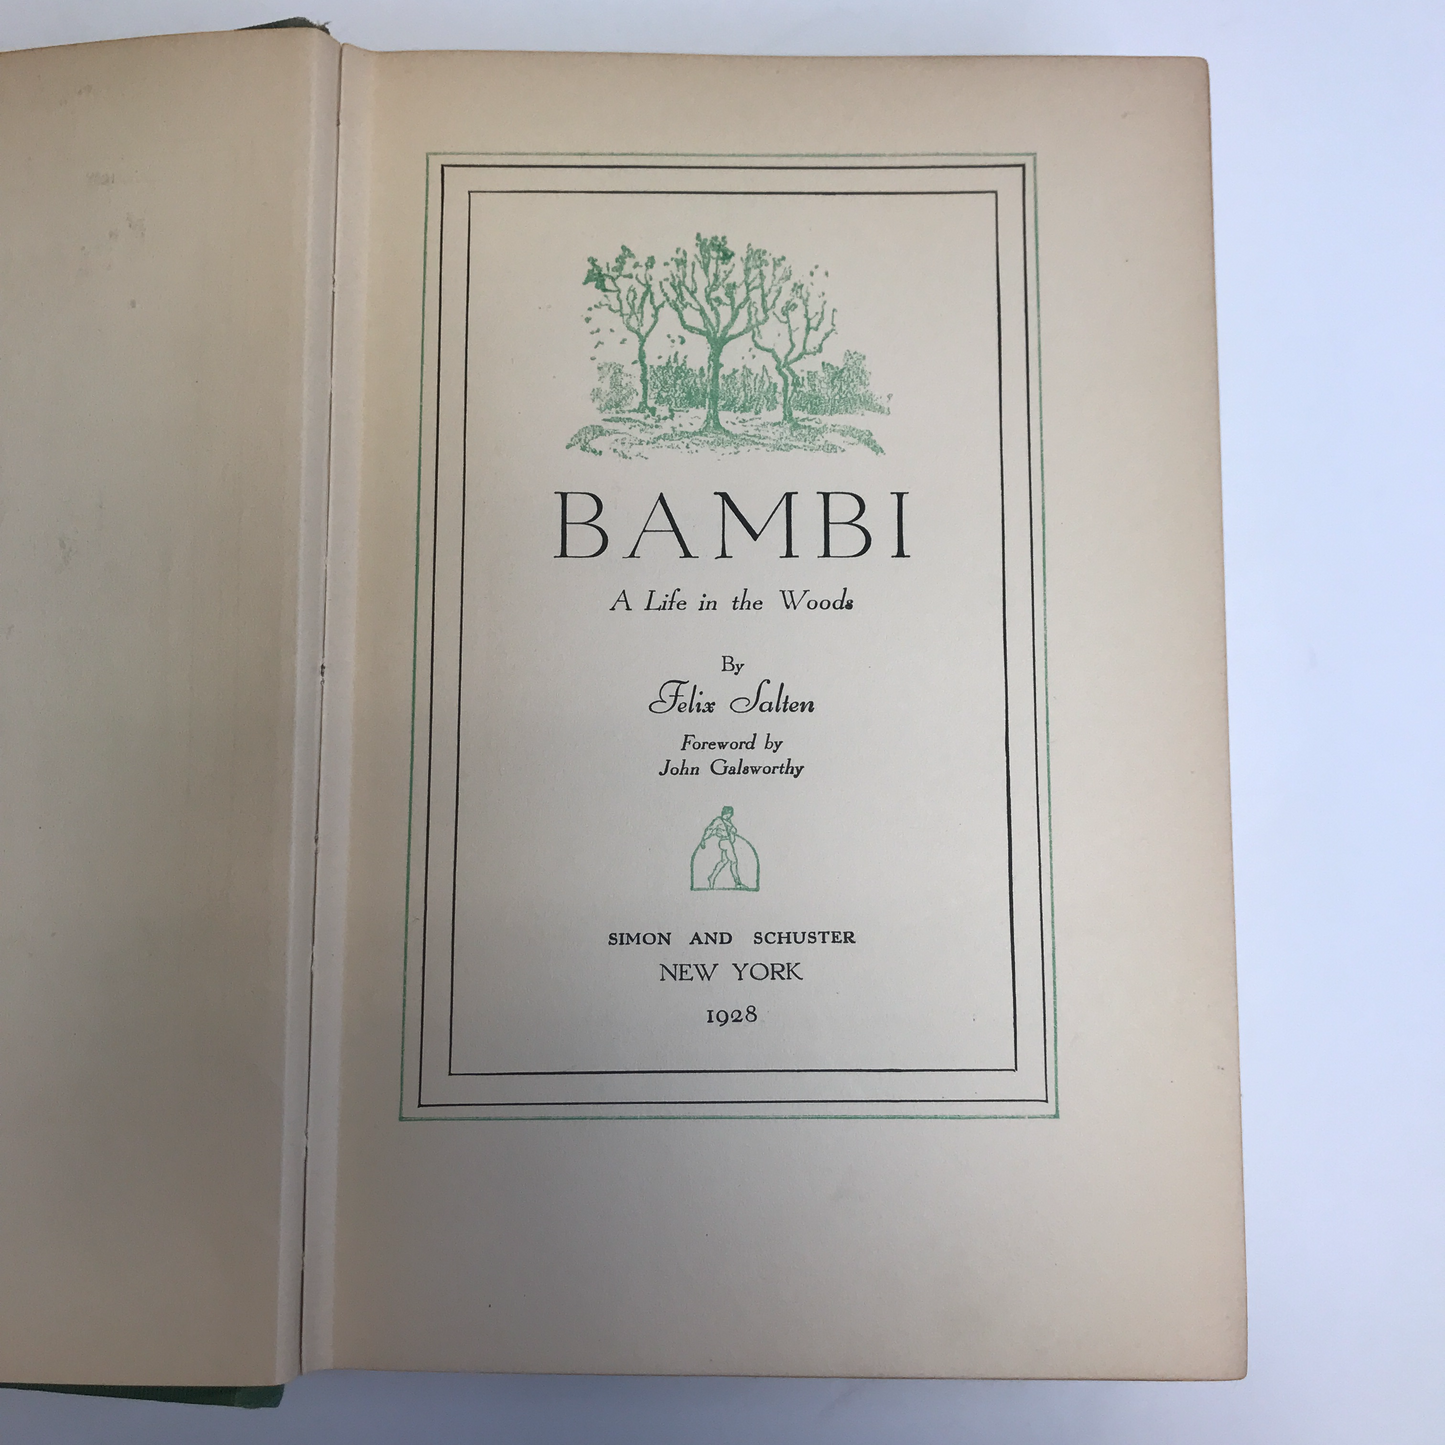 BAMBI
A Life in the Woods
By
Felix Salten
Foreword by
John Galsworthy
SIMON AND SCHUSTER
NEW YORK
1928